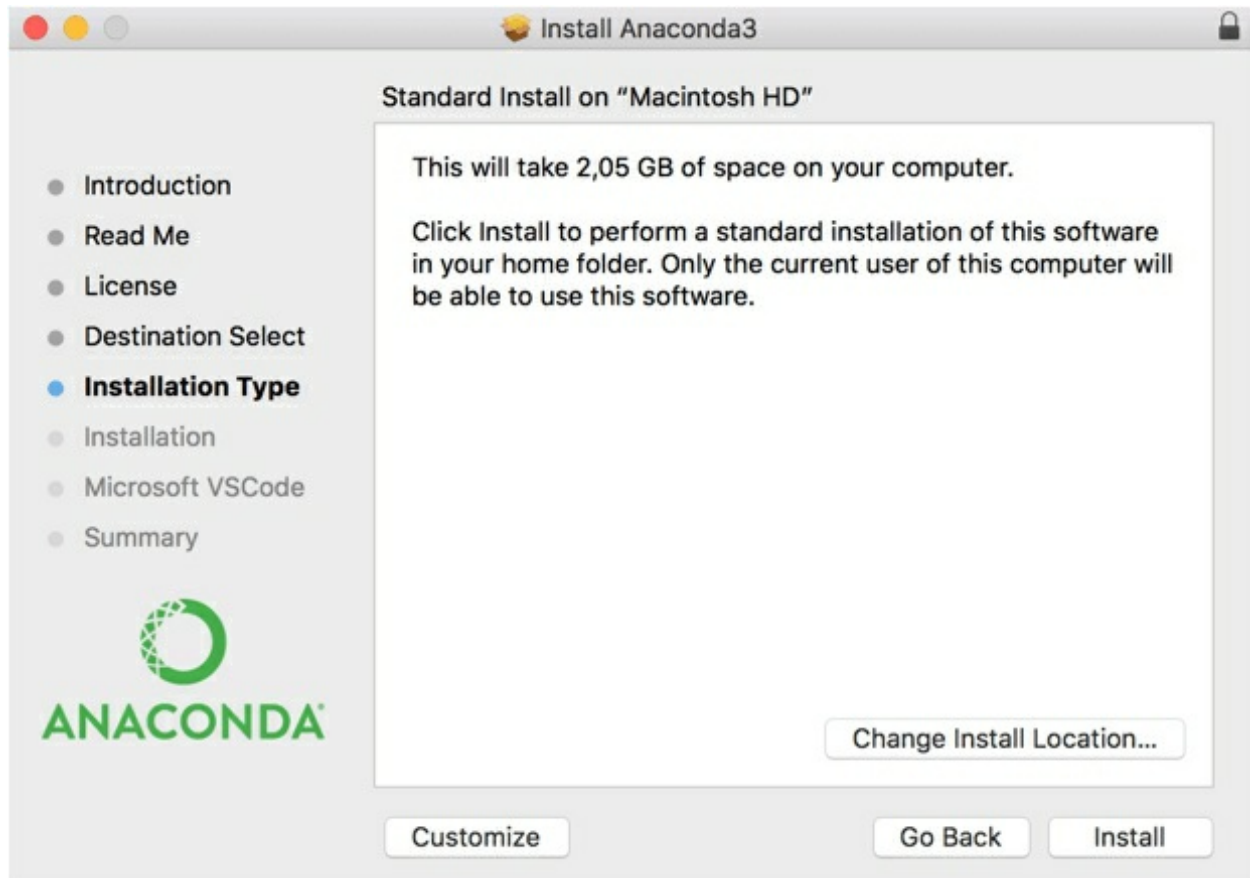 Install Anaconda3
Standard Install on “Macintosh HD”
Introduction
Read Me
License
Destination Select
Installation Type
Installation
Microsoft VSCode
Summary
ANACONDA®
This will take 2,05 GB of space on your computer.
Click Install to perform a standard installation of this software
in your home folder. Only the current user of this computer will
be able to use this software.
Change Install Location...
Customize
Go Back
Install